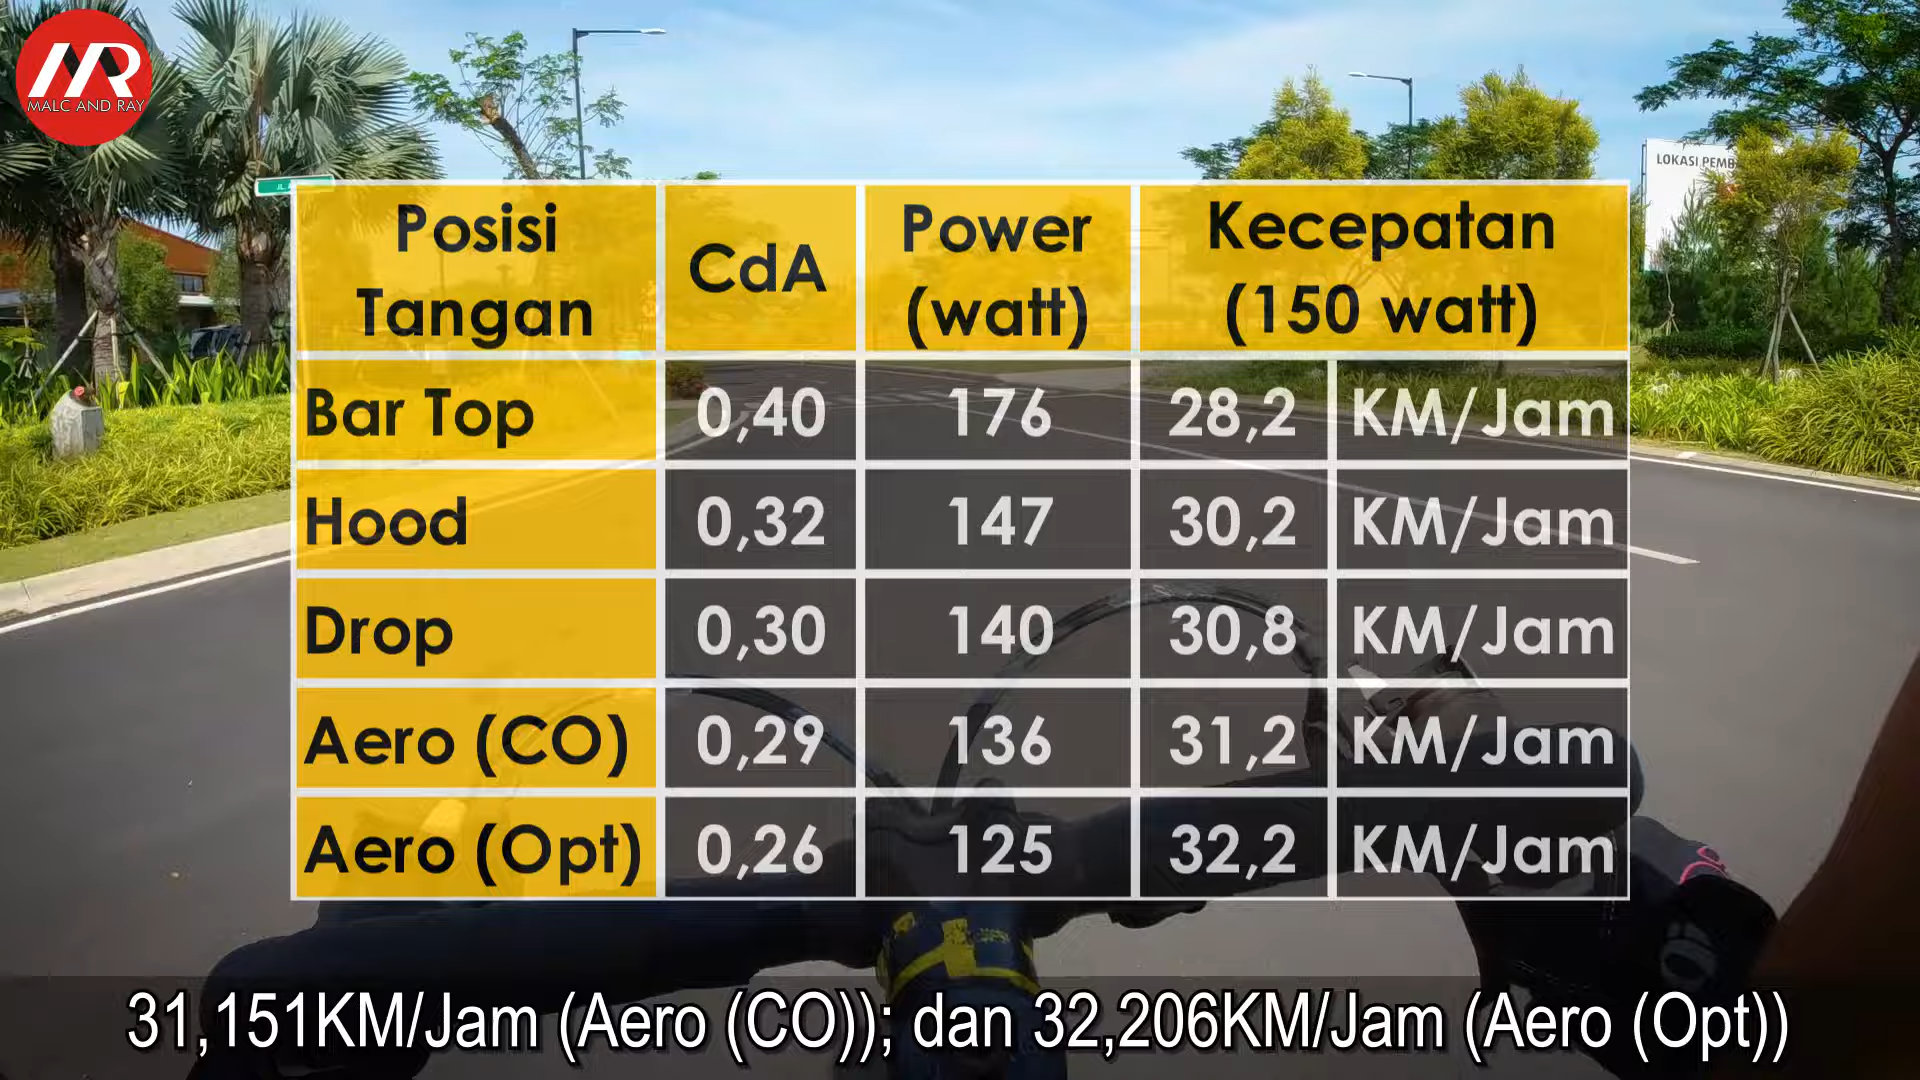 MR
MALC AND RAY
LOKASI PEMB
Posisi Tangan CdA Power (watt) Kecepatan (150 watt)
Bar Top 0,40 176 28,2 KM/Jam
Hood 0,32 147 30,2 KM/Jam
Drop 0,30 140 30,8 KM/Jam
Aero (CO) 0,29 136 31,2 KM/Jam
Aero (Opt) 0,26 125 32,2 KM/Jam
31,151KM/Jam (Aero (CO)); dan 32,206KM/Jam (Aero (Opt))